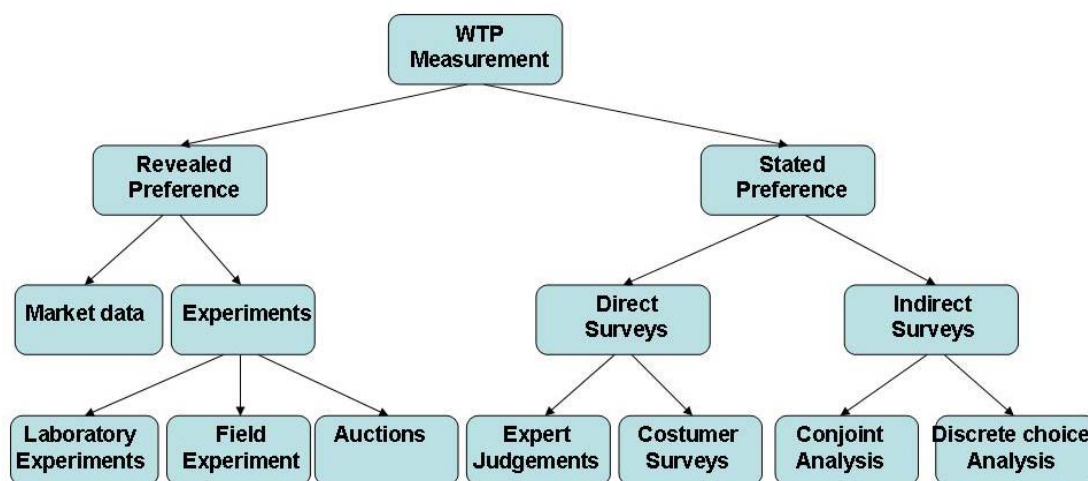 WTP
Measurement
Revealed
Preference
Stated
Preference
Market data
Experiments
Direct
Surveys
Indirect
Surveys
Laboratory
Experiments
Field
Experiment
Auctions
Expert
Judgements
Costumer
Surveys
Conjoint
Analysis
Discrete choice
Analysis